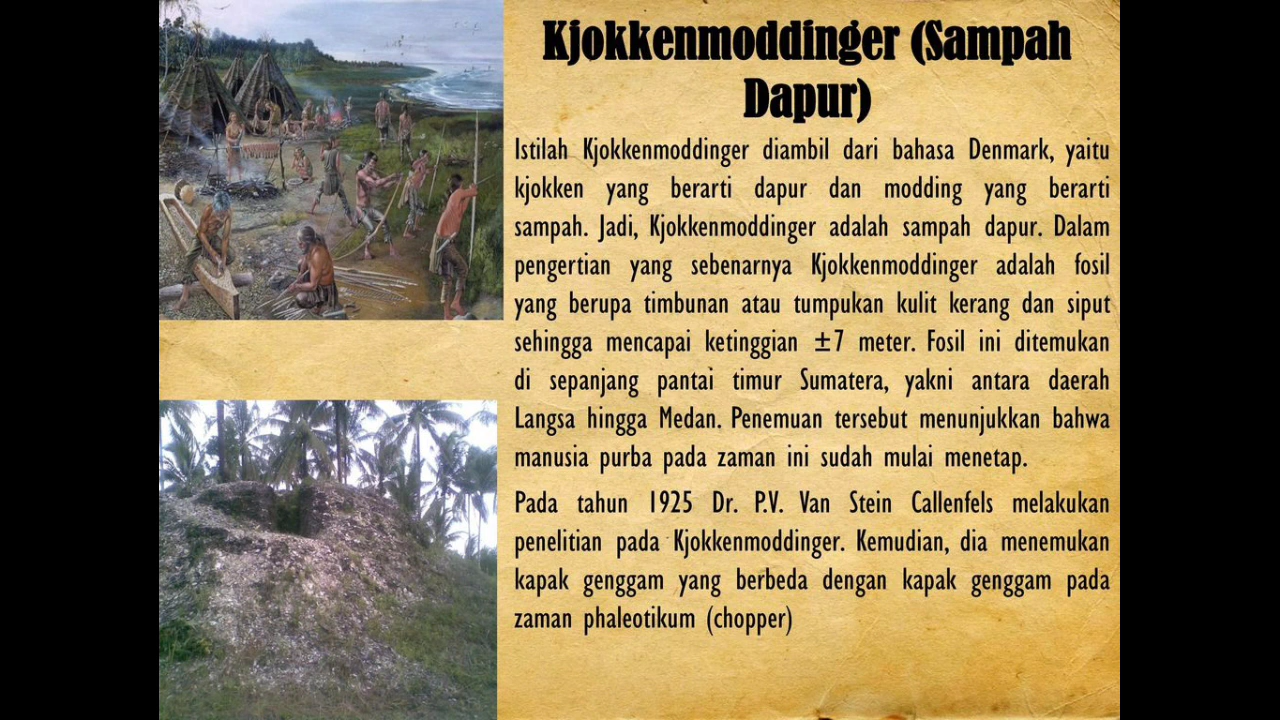 Kjokkenmoddinger (Sampah
Dapur)
Istilah Kjokkenmoddinger diambil dari bahasa Denmark, yaitu
kjokken yang berarti dapur dan modding yang berarti
sampah. Jadi, Kjokkenmoddinger adalah sampah dapur. Dalam
pengertian yang sebenarnya Kjokkenmoddinger adalah fosil
yang berupa timbunan atau tumpukan kulit kerang dan siput
sehingga mencapai ketinggian ±7 meter. Fosil ini ditemukan
di sepanjang pantai timur Sumatera, yakni antara daerah
Langsa hingga Medan. Penemuan tersebut menunjukkan bahwa
manusia purba pada zaman ini sudah mulai menetap.
Pada tahun 1925 Dr. P.V. Van Stein Callenfels melakukan
penelitian pada Kjokkenmoddinger. Kemudian, dia menemukan
kapak genggam yang berbeda dengan kapak genggam pada
zaman phaleotikum (chopper)